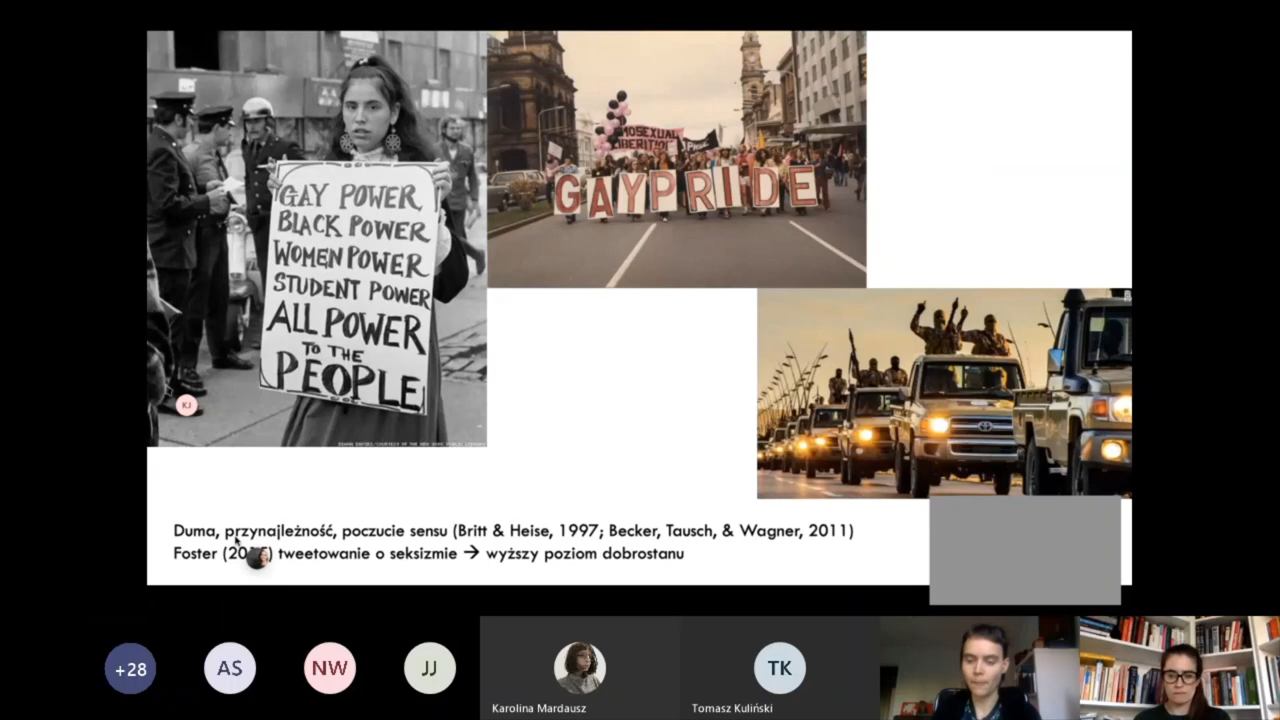 GAY POWER
BLACK POWER
WOMEN POWER
STUDENT POWER
ALL POWER
TO THE
PEOPLE
GAY PRIDE
KJ
Duma, przynajleżność, poczucie sensu (Britt & Heise, 1997; Becker, Tausch, & Wagner, 2011)
Foster tweetowanie o seksizmie → wyższy poziom dobrostanu
+28
AS
NW
JJ
TK
Karolina Mardausz
Tomasz Kuliński